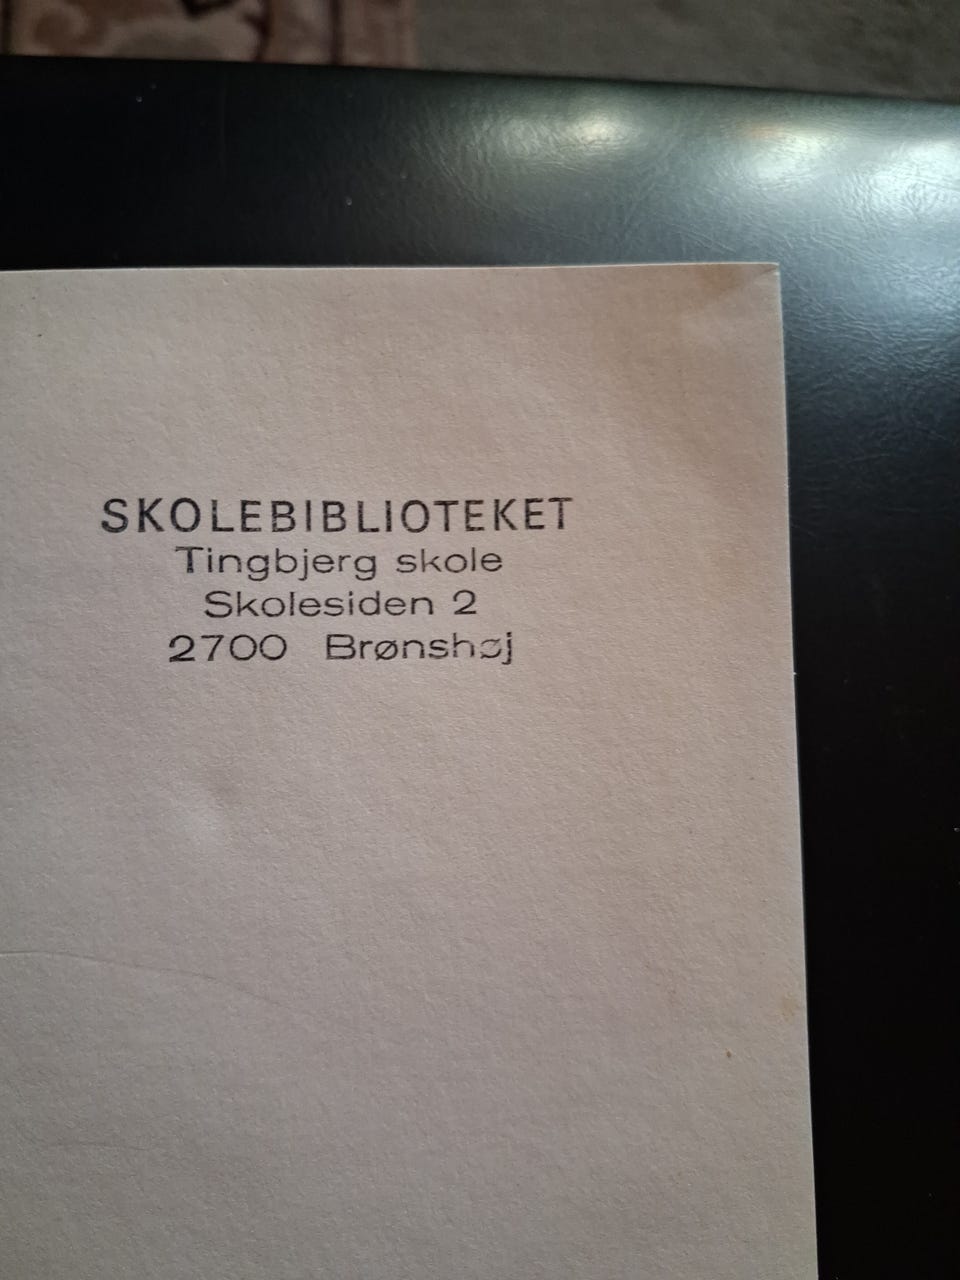 SKOLEBIBLIOTEKET
Tingbjerg skole
Skolesiden 2
2700 Brønshøj